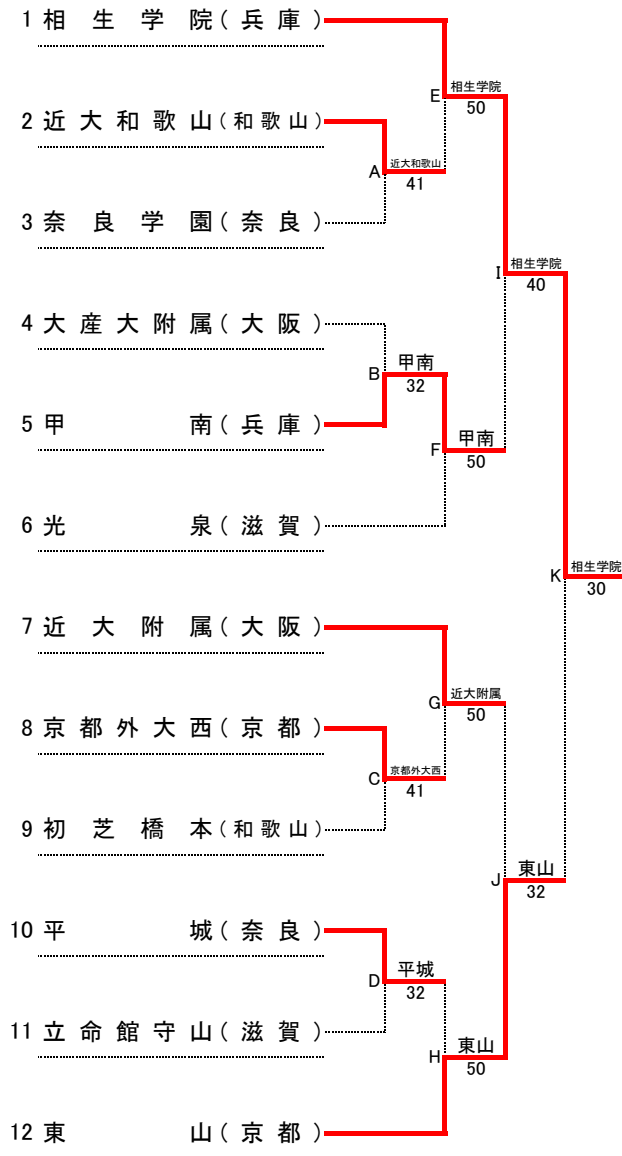 1 相生学院(兵庫)
E 相生学院
50
2 近大和歌山(和歌山)
A 近大和歌山
41
3 奈良学園(奈良)
I 相生学院
40
4 大産大附属(大阪)
B 甲南
32
5 甲南(兵庫)
F 甲南
50
6 光泉(滋賀)
K 相生学院
30
7 近大附属(大阪)
G 近大附属
50
8 京都外大西(京都)
C 京都外大西
41
9 初芝橋本(和歌山)
J 東山
32
10 平城(奈良)
D 平城
32
11 立命館守山(滋賀)
H 東山
50
12 東山(京都)